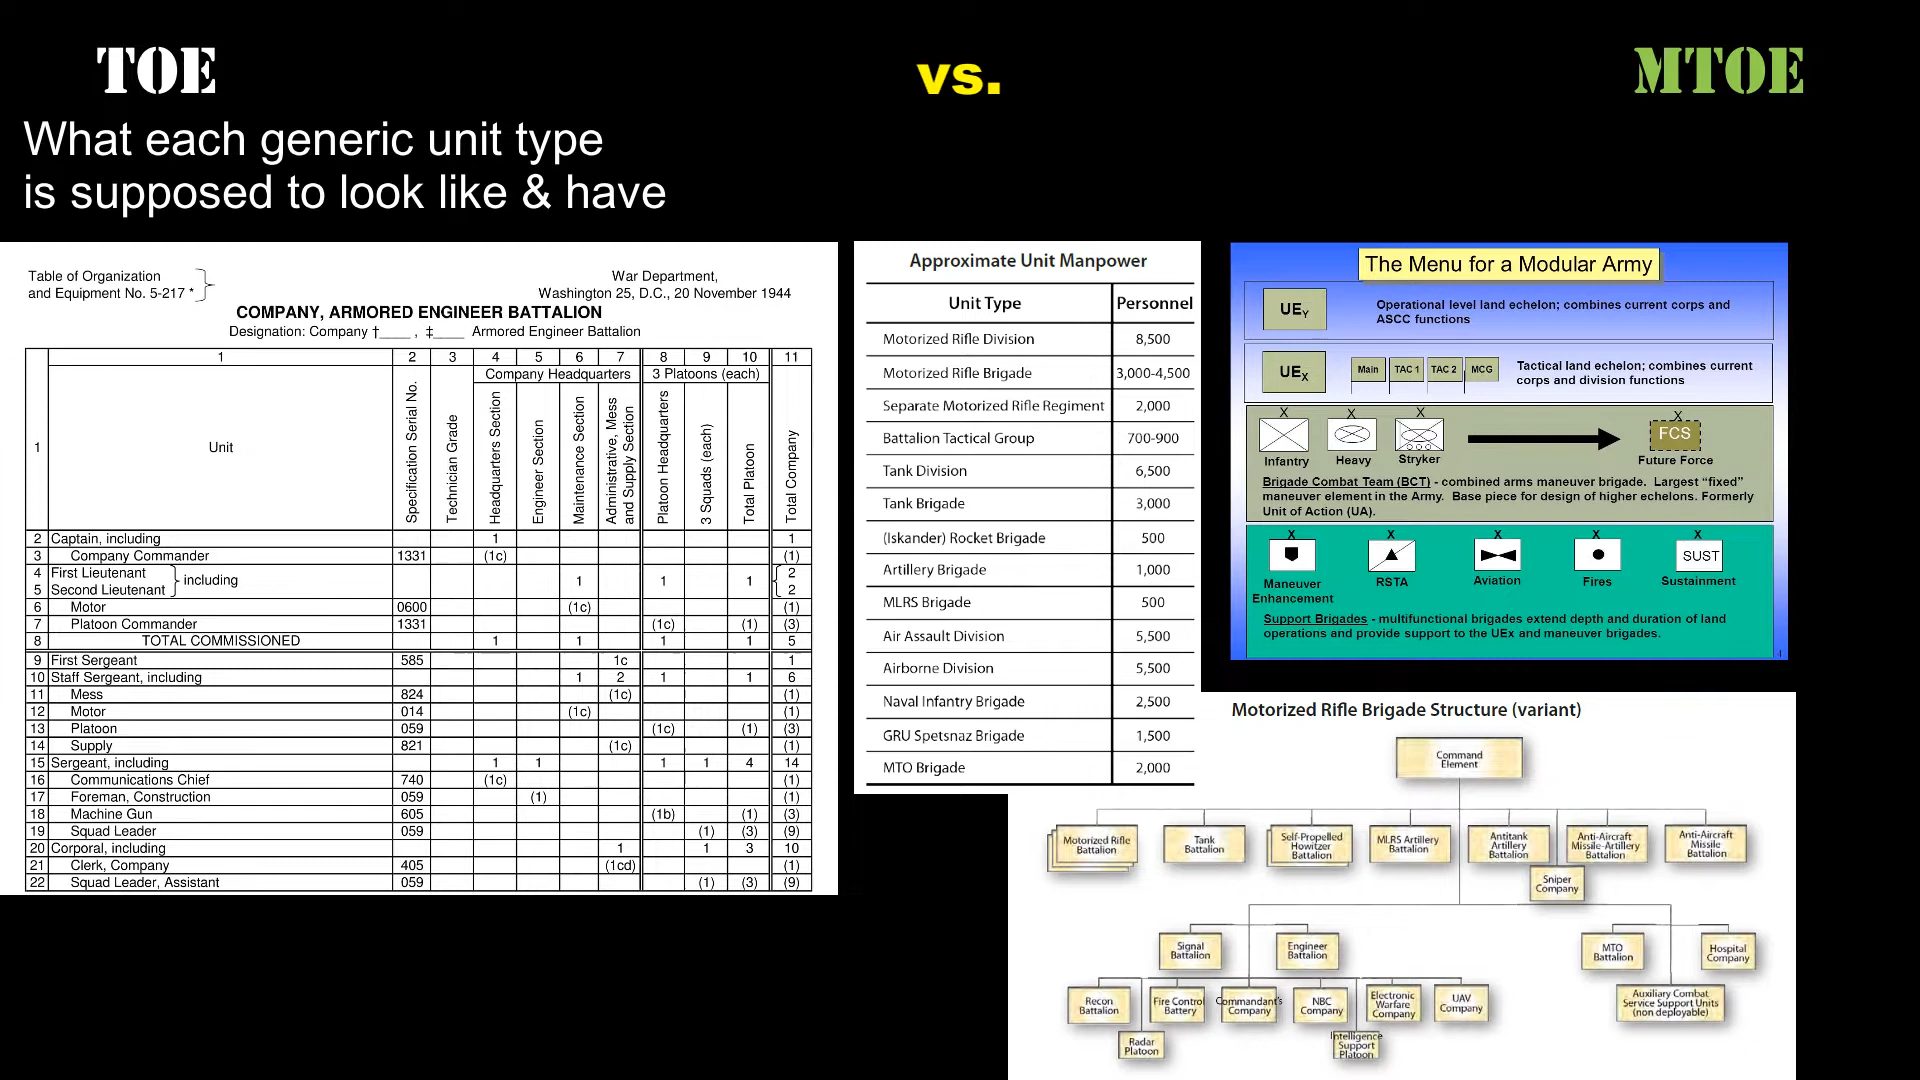 TOE
vs.
MTOE
What each generic unit type
is supposed to look like & have
Table of Organization
and Equipment No. 5-217 *
War Department,
Washington 25, D.C., 20 November 1944
COMPANY, ARMORED ENGINEER BATTALION
Designation: Company †____ , ‡____ Armored Engineer Battalion
1 2 3 4 5 6 7 8 9 10 11
Company Headquarters 3 Platoons (each)
1 Unit Specification Serial No. Technician Grade Headquarters Section Engineer Section Maintenance Section Administrative, Mess and Supply Section Platoon Headquarters 3 Squads (each) Total Platoon Total Company
2 Captain, including 1 1
3 Company Commander 1331 (1c) (1)
4 First Lieutenant 2
including 1 1 1
5 Second Lieutenant 2
6 Motor 0600 (1c) (1)
7 Platoon Commander 1331 (1c) (1) (3)
8 TOTAL COMMISSIONED 1 1 1 1 5
9 First Sergeant 585 1c 1
10 Staff Sergeant, including 1 2 1 1 6
11 Mess 824 (1c) (1)
12 Motor 014 (1c) (1)
13 Platoon 059 (1c) (1) (3)
14 Supply 821 (1c) (1)
15 Sergeant, including 1 1 1 1 4 14
16 Communications Chief 740 (1c) (1)
17 Foreman, Construction 059 (1) (1)
18 Machine Gun 605 (1b) (1) (3)
19 Squad Leader 059 (1) (3) (9)
20 Corporal, including 1 1 3 10
21 Clerk, Company 405 (1cd) (1)
22 Squad Leader, Assistant 059 (1) (3) (9)
Approximate Unit Manpower
Unit Type Personnel
Motorized Rifle Division 8,500
Motorized Rifle Brigade 3,000-4,500
Separate Motorized Rifle Regiment 2,000
Battalion Tactical Group 700-900
Tank Division 6,500
Tank Brigade 3,000
(Iskander) Rocket Brigade 500
Artillery Brigade 1,000
MLRS Brigade 500
Air Assault Division 5,500
Airborne Division 5,500
Naval Infantry Brigade 2,500
GRU Spetsnaz Brigade 1,500
MTO Brigade 2,000
The Menu for a Modular Army
UEY
Operational level land echelon; combines current corps and
ASCC functions
UEX
Main TAC 1 TAC 2 MCG
Tactical land echelon; combines current
corps and division functions
X X X X
FCS
Infantry Heavy Stryker Future Force
Brigade Combat Team (BCT) - combined arms maneuver brigade. Largest “fixed”
maneuver element in the Army. Base piece for design of higher echelons. Formerly
Unit of Action (UA).
X X X X X
SUST
Maneuver
Enhancement
RSTA
Aviation
Fires
Sustainment
Support Brigades - multifunctional brigades extend depth and duration of land
operations and provide support to the UEx and maneuver brigades.
4
Motorized Rifle Brigade Structure (variant)
Command
Element
Motorized Rifle
Battalion
Tank
Battalion
Self-Propelled
Howitzer
Battalion
MLRS Artillery
Battalion
Antitank
Artillery
Battalion
Anti-Aircraft
Missile-Artillery
Battalion
Anti-Aircraft
Missile
Battalion
Sniper
Company
Signal
Battalion
Engineer
Battalion
MTO
Battalion
Hospital
Company
Recon
Battalion
Fire Control
Battery
Commandant's
Company
NBC
Company
Electronic
Warfare
Company
UAV
Company
Auxiliary Combat
Service Support Units
(non deployable)
Radar
Platoon
Intelligence
Support
Platoon